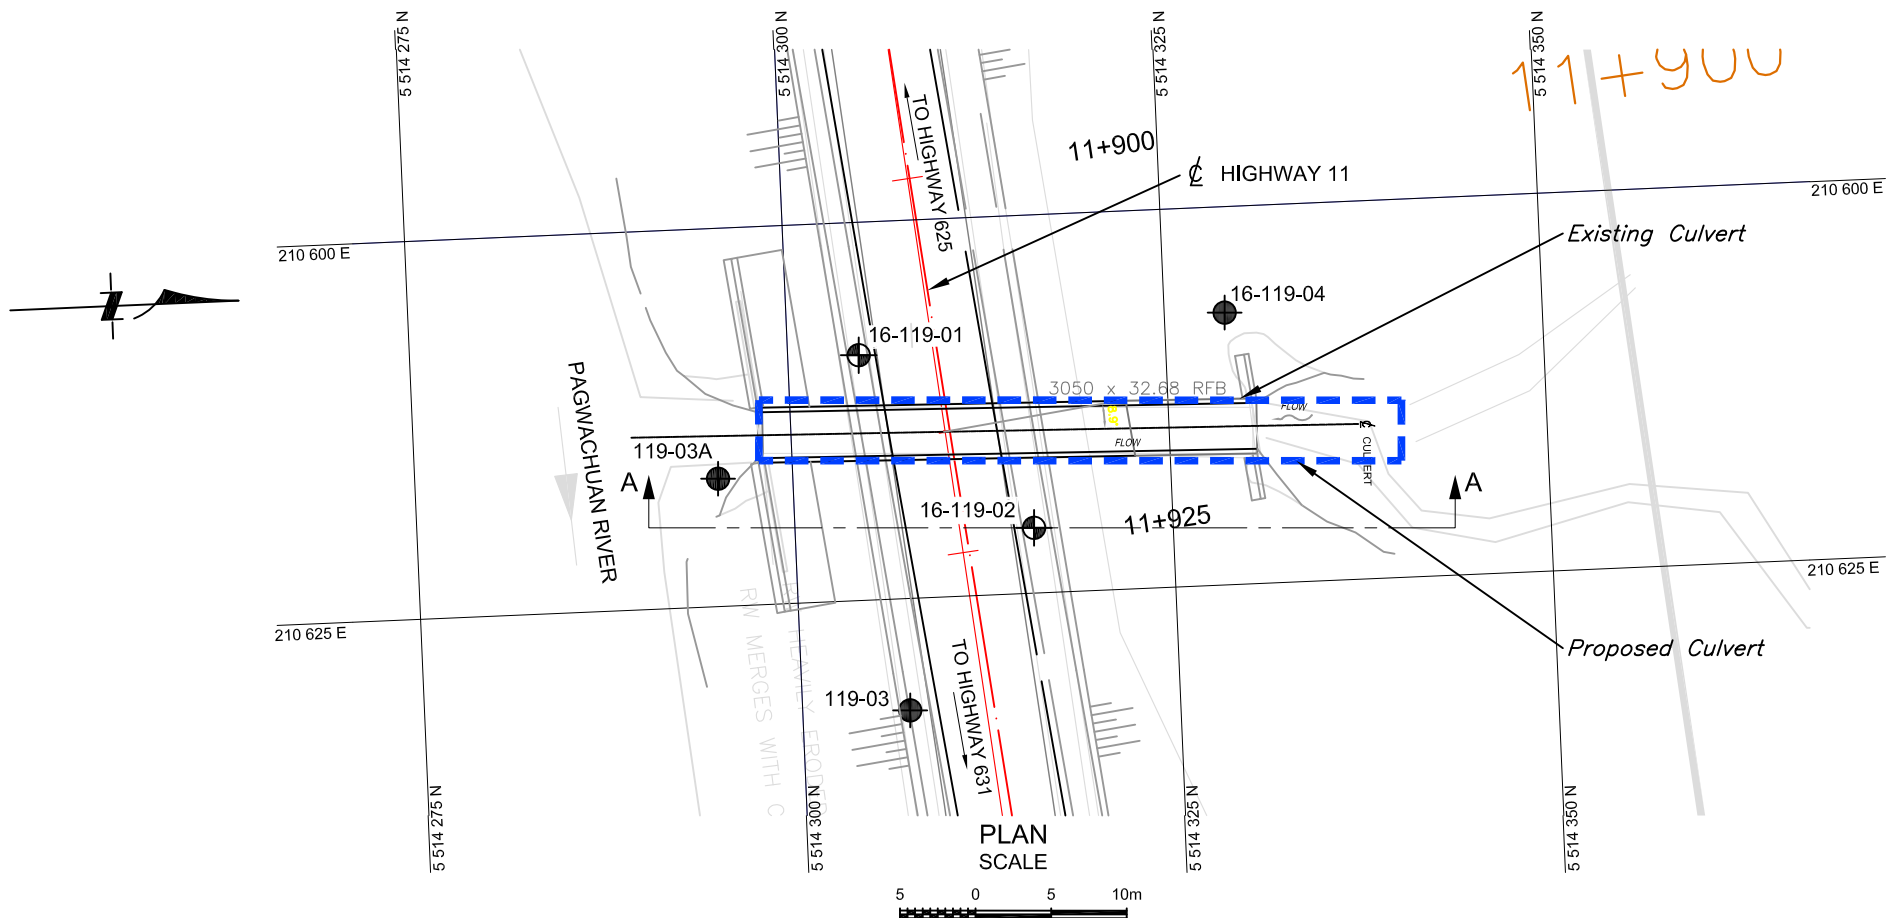 5 514 275 N
5 514 300 N
5 514 325 N
5 514 350 N
11+900
11+900
TO HIGHWAY 625
℄ HIGHWAY 11
210 600 E
210 600 E
Existing Culvert
16-119-04
16-119-01
3050 x 32.68 RFB
FLOW
FLOW
℄ CULVERT
PAGWACHUAN RIVER
119-03A
A
A
16-119-02
11+925
210 625 E
210 625 E
HEAVILY ERODED
RW MERGES WITH C
Proposed Culvert
TO HIGHWAY 631
119-03
5 514 275 N
5 514 300 N
5 514 325 N
5 514 350 N
PLAN
SCALE
5 0 5 10m